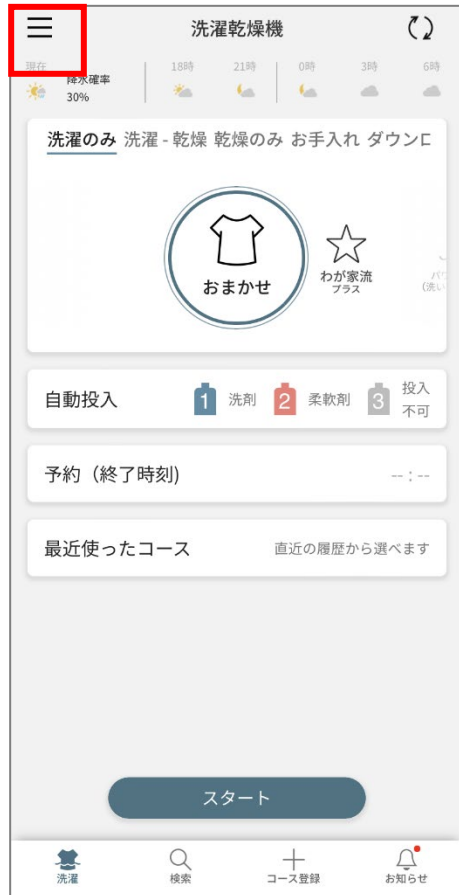 洗濯乾燥機
現在 18時 21時 0時 3時 6時
降水確率
30%
洗濯のみ 洗濯 - 乾燥 乾燥のみ お手入れ ダウンロ
おまかせ
わが家流
プラス
(洗い
自動投入 1 洗剤 2 柔軟剤 3 投入
不可
予約（終了時刻) -- : --
最近使ったコース 直近の履歴から選べます
スタート
洗濯 検索 コース登録 お知らせ